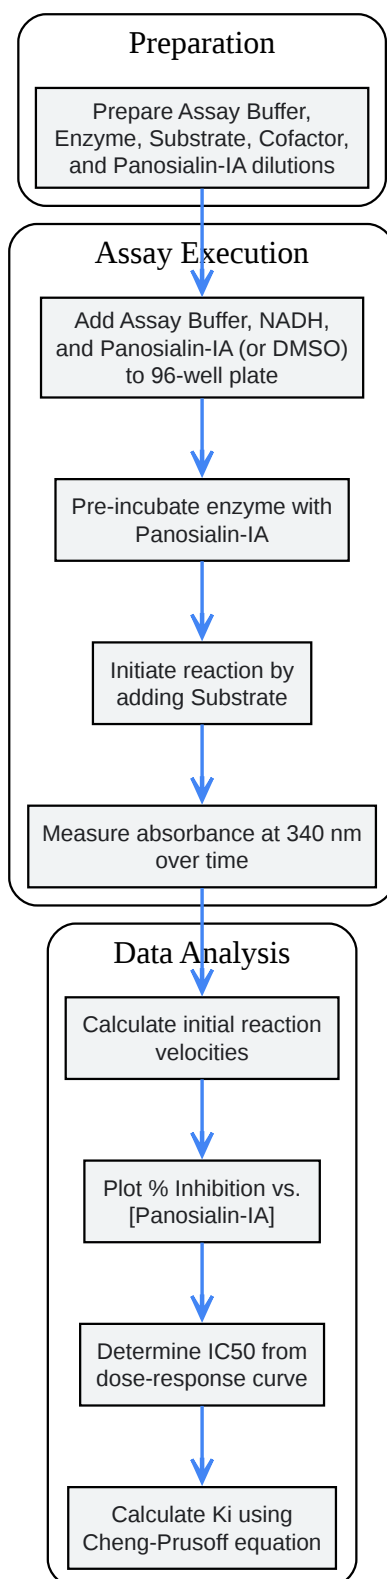 Preparation
Prepare Assay Buffer,
Enzyme, Substrate, Cofactor,
and Panosialin-IA dilutions
Assay Execution
Add Assay Buffer, NADH,
and Panosialin-IA (or DMSO)
to 96-well plate
Pre-incubate enzyme with
Panosialin-IA
Initiate reaction by
adding Substrate
Measure absorbance at 340 nm
over time
Data Analysis
Calculate initial reaction
velocities
Plot % Inhibition vs.
[Panosialin-IA]
Determine IC50 from
dose-response curve
Calculate Ki using
Cheng-Prusoff equation